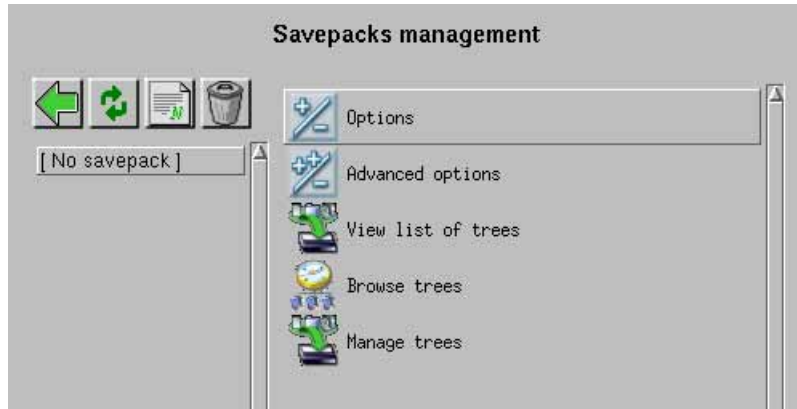 Savepacks management
N
[ No savepack ]
Options
Advanced options
View list of trees
Browse trees
Manage trees